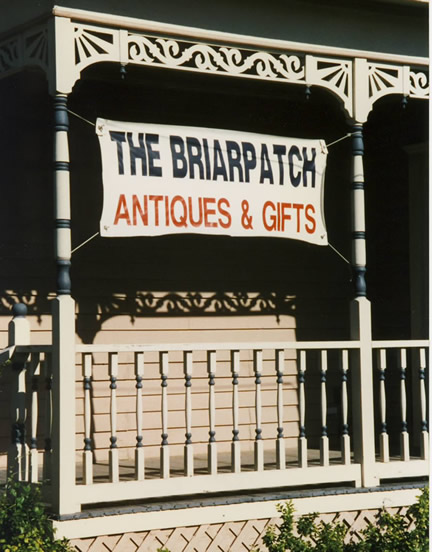 THE BRIARPATCH
ANTIQUES & GIFTS